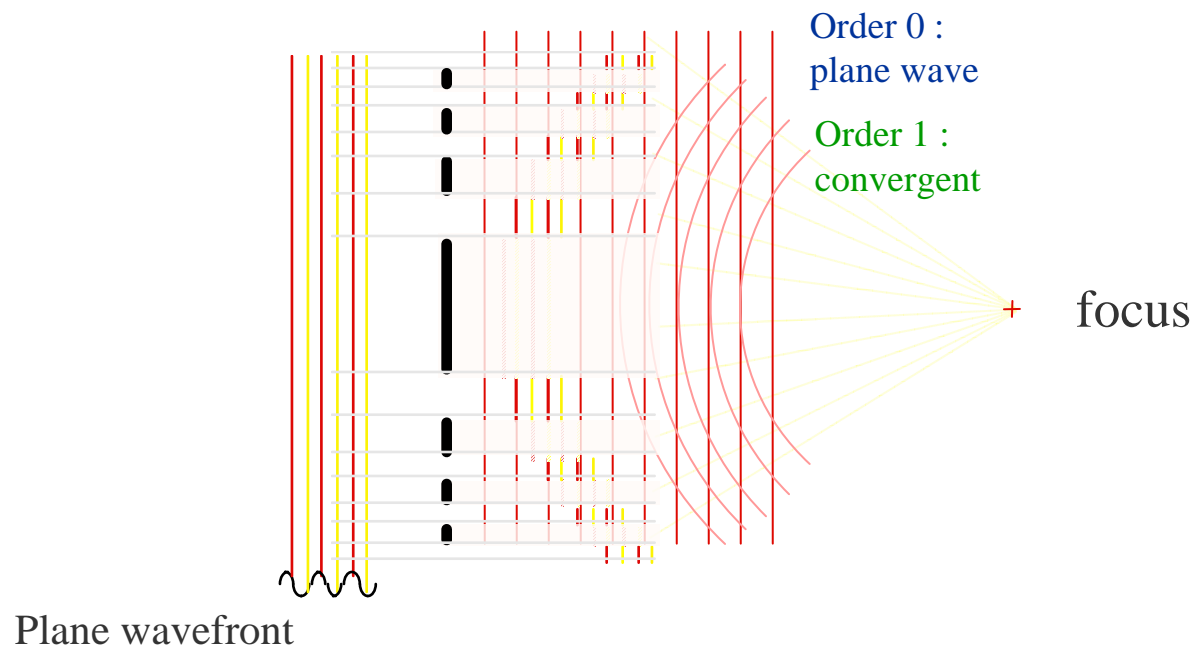 Order 0 :
plane wave
Order 1 :
convergent
focus
Plane wavefront